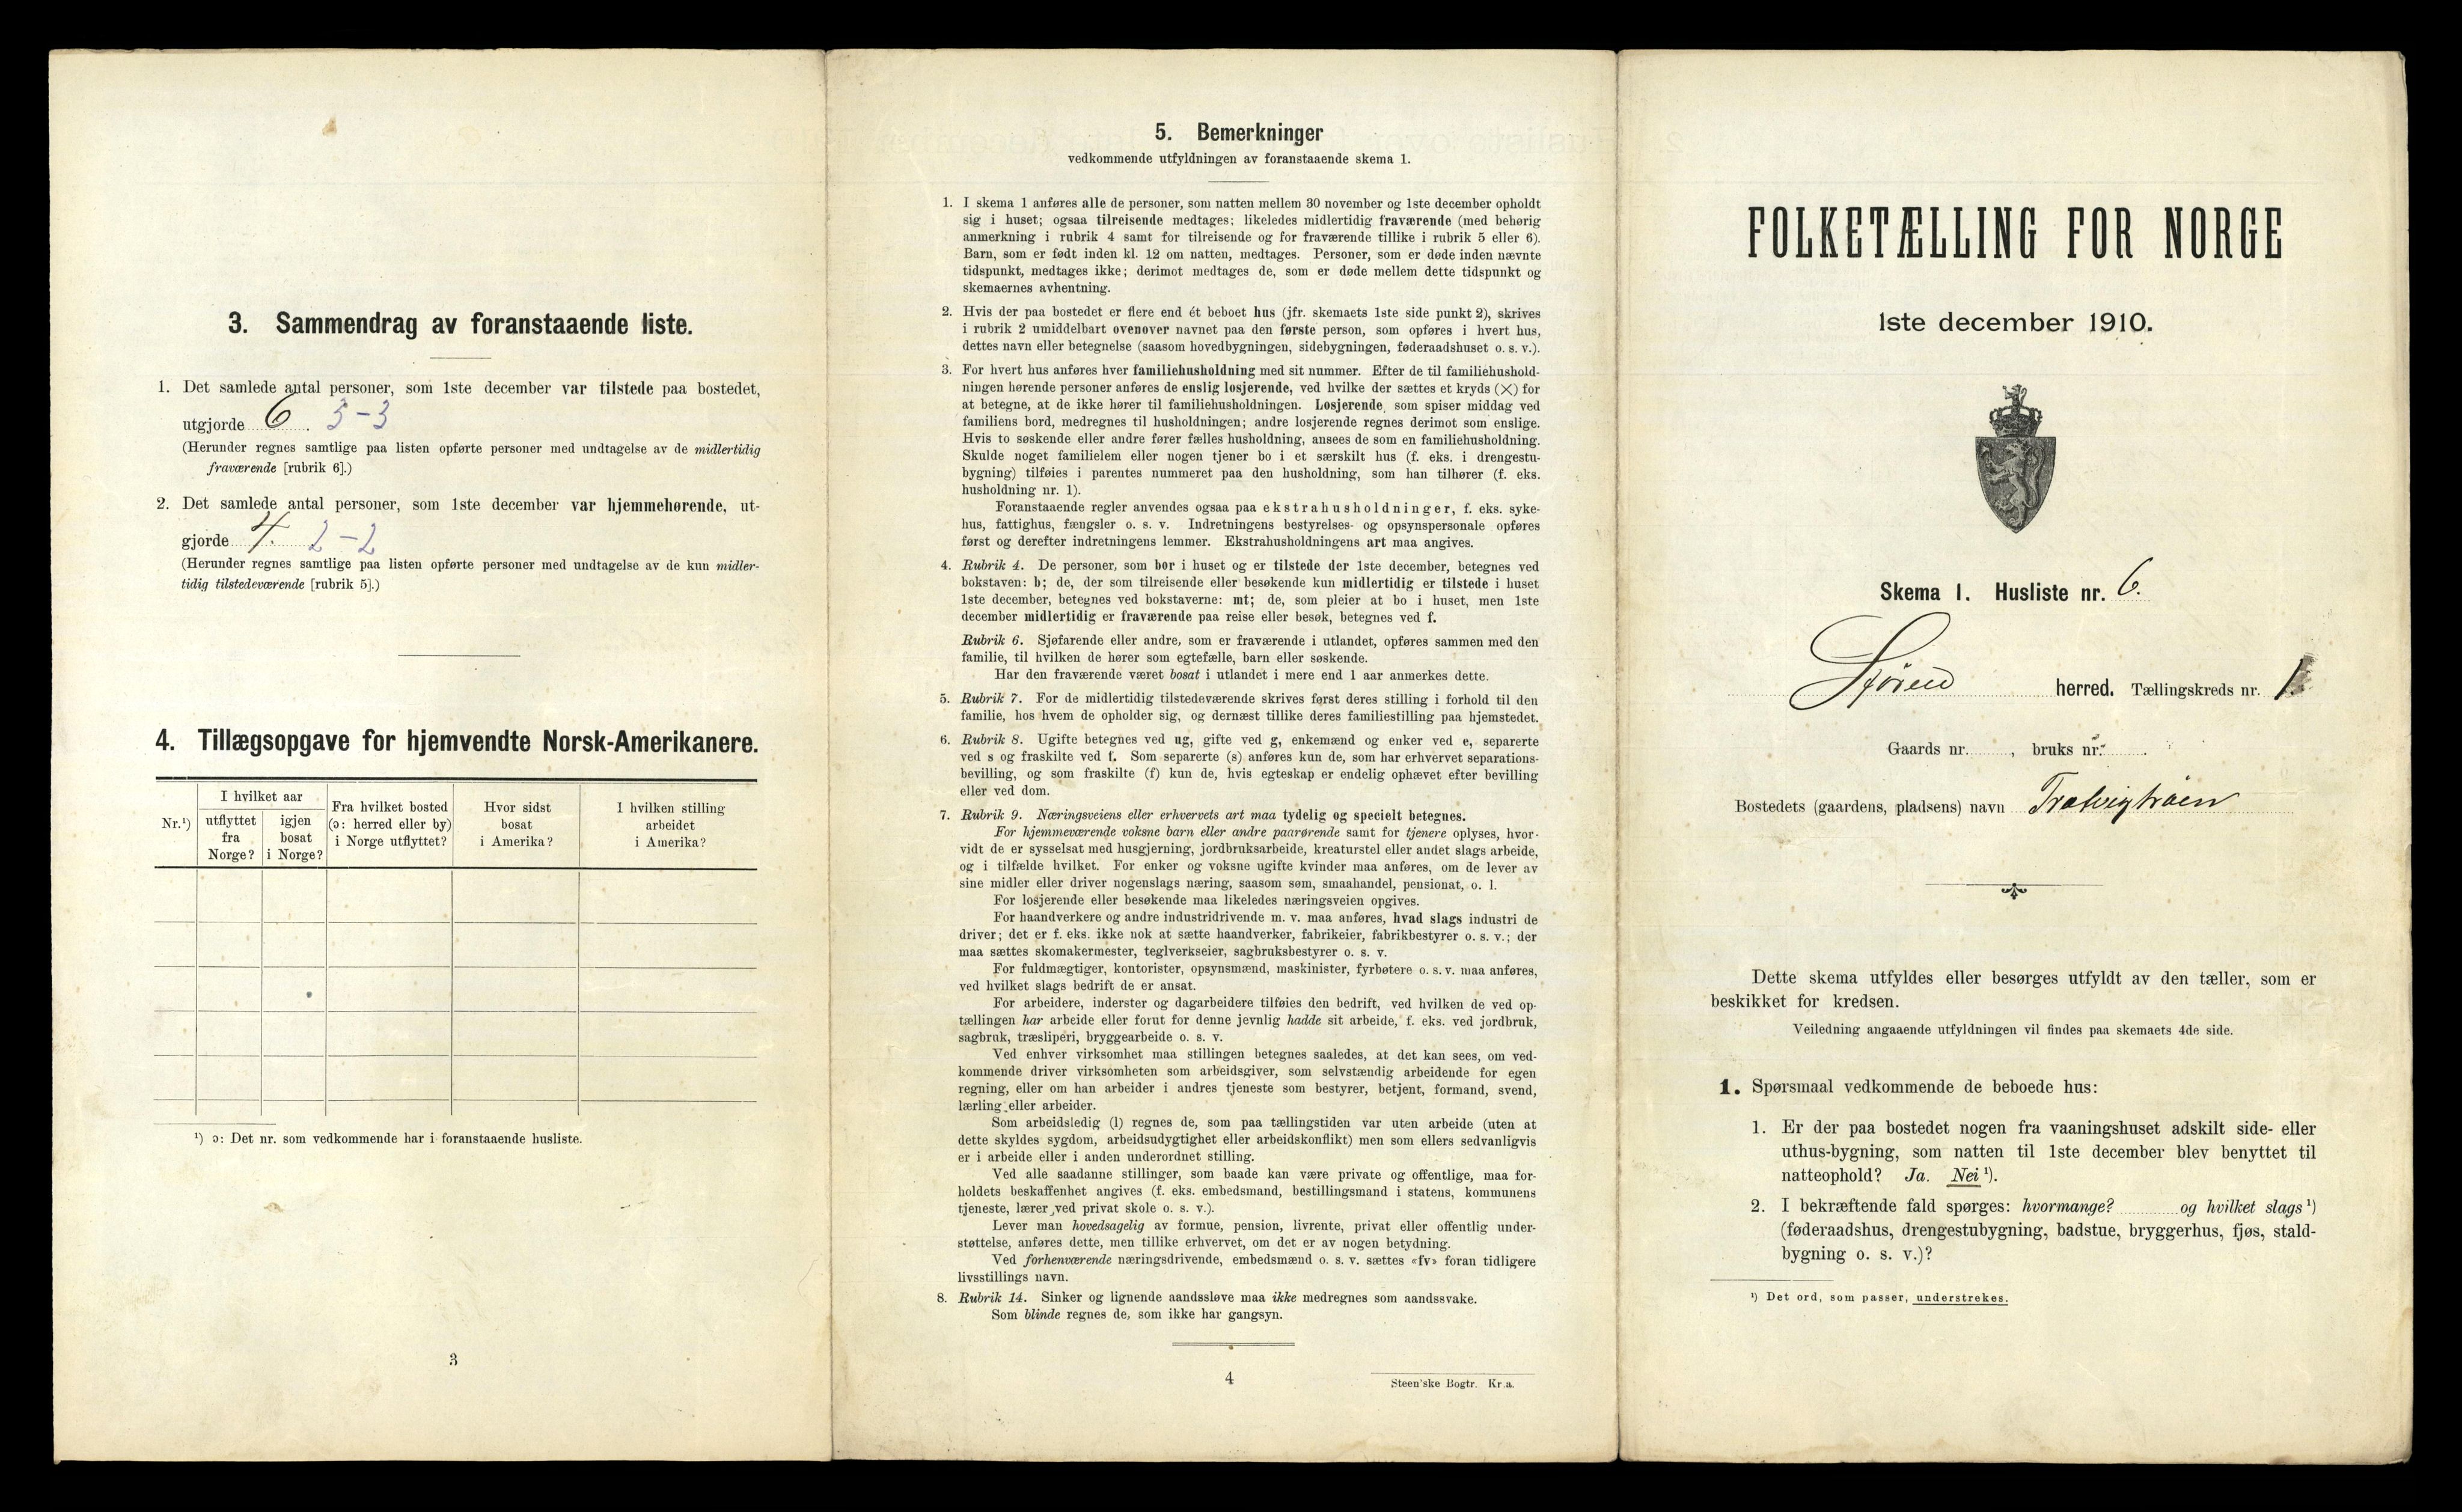 3. Sammendrag av foranstaaende liste.
1. Det samlede antal personer, som 1ste december var tilstede paa bostedet,
utgjorde 6. 3-3
(Herunder regnes samtlige paa listen opførte personer med undtagelse av de midlertidig
fraværende [rubrik 6].)
2. Det samlede antal personer, som 1ste december var hjemmehørende, ut-
gjorde 4. 2-2
(Herunder regnes samtlige paa listen opførte personer med undtagelse av de kun midler-
tidig tilstedeværende [rubrik 5].)
4. Tillægsopgave for hjemvendte Norsk-Amerikanere.
Nr.¹)
I hvilket aar
utflyttet
fra
Norge?
igjen
bosat
i Norge?
Fra hvilket bosted
(ɔ: herred eller by)
i Norge utflyttet?
Hvor sidst
bosat
i Amerika?
I hvilken stilling
arbeidet
i Amerika?
¹) ɔ: Det nr. som vedkommende har i foranstaaende husliste.
3
5. Bemerkninger
vedkommende utfyldningen av foranstaaende skema 1.
1. I skema 1 anføres alle de personer, som natten mellem 30 november og 1ste december opholdt
sig i huset; ogsaa tilreisende medtages; likeledes midlertidig fraværende (med behørig
anmerkning i rubrik 4 samt for tilreisende og for fraværende tillike i rubrik 5 eller 6).
Barn, som er født inden kl. 12 om natten, medtages. Personer, som er døde inden nævnte
tidspunkt, medtages ikke; derimot medtages de, som er døde mellem dette tidspunkt og
skemaernes avhentning.
2. Hvis der paa bostedet er flere end ét beboet hus (jfr. skemaets 1ste side punkt 2), skrives
i rubrik 2 umiddelbart ovenover navnet paa den første person, som opføres i hvert hus,
dettes navn eller betegnelse (saasom hovedbygningen, sidebygningen, føderaadshuset o. s. v.).
3. For hvert hus anføres hver familiehusholdning med sit nummer. Efter de til familiehushold-
ningen hørende personer anføres de enslig losjerende, ved hvilke der sættes et kryds (×) for
at betegne, at de ikke hører til familiehusholdningen. Losjerende, som spiser middag ved
familiens bord, medregnes til husholdningen; andre losjerende regnes derimot som enslige.
Hvis to søskende eller andre fører fælles husholdning, ansees de som en familiehusholdning.
Skulde noget familielem eller nogen tjener bo i et særskilt hus (f. eks. i drengestu-
bygning) tilføies i parentes nummeret paa den husholdning, som han tilhører (f. eks.
husholdning nr. 1).
Foranstaaende regler anvendes ogsaa paa ekstrahusholdninger, f. eks. syke-
hus, fattighus, fængsler o. s. v. Indretningens bestyrelses- og opsynspersonale opføres
først og derefter indretningens lemmer. Ekstrahusholdningens art maa angives.
4. Rubrik 4. De personer, som bor i huset og er tilstede der 1ste december, betegnes ved
bokstaven: b; de, der som tilreisende eller besøkende kun midlertidig er tilstede i huset
1ste december, betegnes ved bokstaverne: mt; de, som pleier at bo i huset, men 1ste
december midlertidig er fraværende paa reise eller besøk, betegnes ved f.
Rubrik 6. Sjøfarende eller andre, som er fraværende i utlandet, opføres sammen med den
familie, til hvilken de hører som egtefælle, barn eller søskende.
Har den fraværende været bosat i utlandet i mere end 1 aar anmerkes dette.
5. Rubrik 7. For de midlertidig tilstedeværende skrives først deres stilling i forhold til den
familie, hos hvem de opholder sig, og dernæst tillike deres familiestilling paa hjemstedet.
6. Rubrik 8. Ugifte betegnes ved ug, gifte ved g, enkemænd og enker ved e, separerte
ved s og fraskilte ved f. Som separerte (s) anføres kun de, som har erhvervet separations-
bevilling, og som fraskilte (f) kun de, hvis egteskap er endelig ophævet efter bevilling
eller ved dom.
7. Rubrik 9. Næringsveiens eller erhvervets art maa tydelig og specielt betegnes.
For hjemmeværende voksne barn eller andre paarørende samt for tjenere oplyses, hvor-
vidt de er sysselsat med husgjerning, jordbruksarbeide, kreaturstel eller andet slags arbeide,
og i tilfælde hvilket. For enker og voksne ugifte kvinder maa anføres, om de lever av
sine midler eller driver nogenslags næring, saasom søm, smaahandel, pensionat, o. l.
For losjerende eller besøkende maa likeledes næringsveien opgives.
For haandverkere og andre industridrivende m. v. maa anføres, hvad slags industri de
driver; det er f. eks. ikke nok at sætte haandverker, fabrikeier, fabrikbestyrer o. s. v.; der
maa sættes skomakermester, teglverkseier, sagbruksbestyrer o. s. v.
For fuldmægtiger, kontorister, opsynsmænd, maskinister, fyrbøtere o. s. v. maa anføres,
ved hvilket slags bedrift de er ansat.
For arbeidere, inderster og dagarbeidere tilføies den bedrift, ved hvilken de ved op-
tællingen har arbeide eller forut for denne jevnlig hadde sit arbeide, f. eks. ved jordbruk,
sagbruk, træsliperi, bryggearbeide o. s. v.
Ved enhver virksomhet maa stillingen betegnes saaledes, at det kan sees, om ved-
kommende driver virksomheten som arbeidsgiver, som selvstændig arbeidende for egen
regning, eller om han arbeider i andres tjeneste som bestyrer, betjent, formand, svend,
lærling eller arbeider.
Som arbeidsledig (l) regnes de, som paa tællingstiden var uten arbeide (uten at
dette skyldes sygdom, arbeidsudygtighet eller arbeidskonflikt) men som ellers sedvanligvis
er i arbeide eller i anden underordnet stilling.
Ved alle saadanne stillinger, som baade kan være private og offentlige, maa for-
holdets beskaffenhet angives (f. eks. embedsmand, bestillingsmand i statens, kommunens
tjeneste, lærer ved privat skole o. s. v.).
Lever man hovedsagelig av formue, pension, livrente, privat eller offentlig under-
støttelse, anføres dette, men tillike erhvervet, om det er av nogen betydning.
Ved forhenværende næringsdrivende, embedsmænd o. s. v. sættes «fv» foran tidligere
livsstillings navn.
8. Rubrik 14. Sinker og lignende aandssløve maa ikke medregnes som aandssvake.
Som blinde regnes de, som ikke har gangsyn.
4
Steen'ske Bogtr. Kr.a.
FOLKETÆLLING FOR NORGE
1ste december 1910.
Skema 1. Husliste nr. 6.
Støren herred. Tællingskreds nr. 1.
Gaards nr. , bruks nr. .
Bostedets (gaardens, pladsens) navn
Dette skema utfyldes eller besørges utfyldt av den tæller, som er
beskikket for kredsen.
Veiledning angaaende utfyldningen vil findes paa skemaets 4de side.
1. Spørsmaal vedkommende de beboede hus:
1. Er der paa bostedet nogen fra vaaningshuset adskilt side- eller
uthus-bygning, som natten til 1ste december blev benyttet til
natteophold? Ja. Nei ¹).
2. I bekræftende fald spørges: hvormange? og hvilket slags ¹)
(føderaadshus, drengestubygning, badstue, bryggerhus, fjøs, stald-
bygning o. s. v.)?
¹) Det ord, som passer, understrekes.